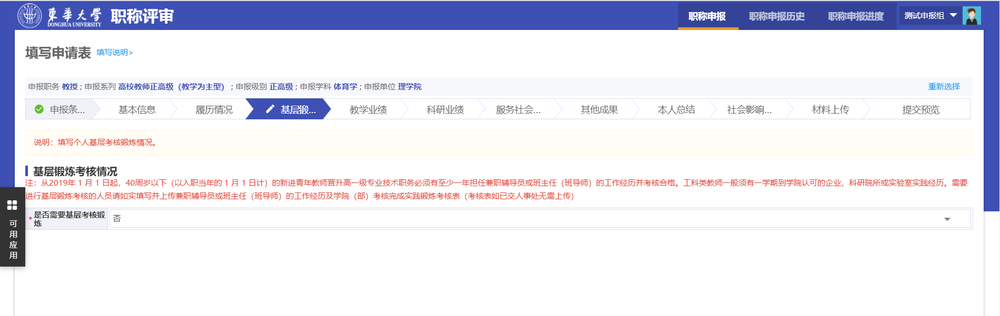 東華大學 DONGHUA UNIVERSITY 职称评审 职称申报 职称申报历史 职称申报进度 测试申报组
填写申请表 填写说明>
申报职务 教授 ; 申报系列 高校教师正高级（教学为主型） ; 申报级别 正高级 ; 申报学科 体育学 ; 申报单位 理学院 重新选择
申报条... 基本信息 履历情况 基层锻... 教学业绩 科研业绩 服务社会... 其他成果 本人总结 社会影响... 材料上传 提交预览
说明：填写个人基层考核锻炼情况。
基层锻炼考核情况
注：从2019年 1 月 1 日起，40周岁以下（以入职当年的 1 月 1 日计）的新进青年教师晋升高一级专业技术职务必须有至少一年担任兼职辅导员或班主任（班导师）的工作经历并考核合格。工科类教师一般须有一学期到学院认可的企业、科研院所或实验室实践经历。需要
进行基层锻炼考核的人员请如实填写并上传兼职辅导员或班主任（班导师）的工作经历及学院（部）考核完成实践锻炼考核表（考核表如已交人事处无需上传）
* 是否需要基层考核锻
炼
否
可
用
应
用